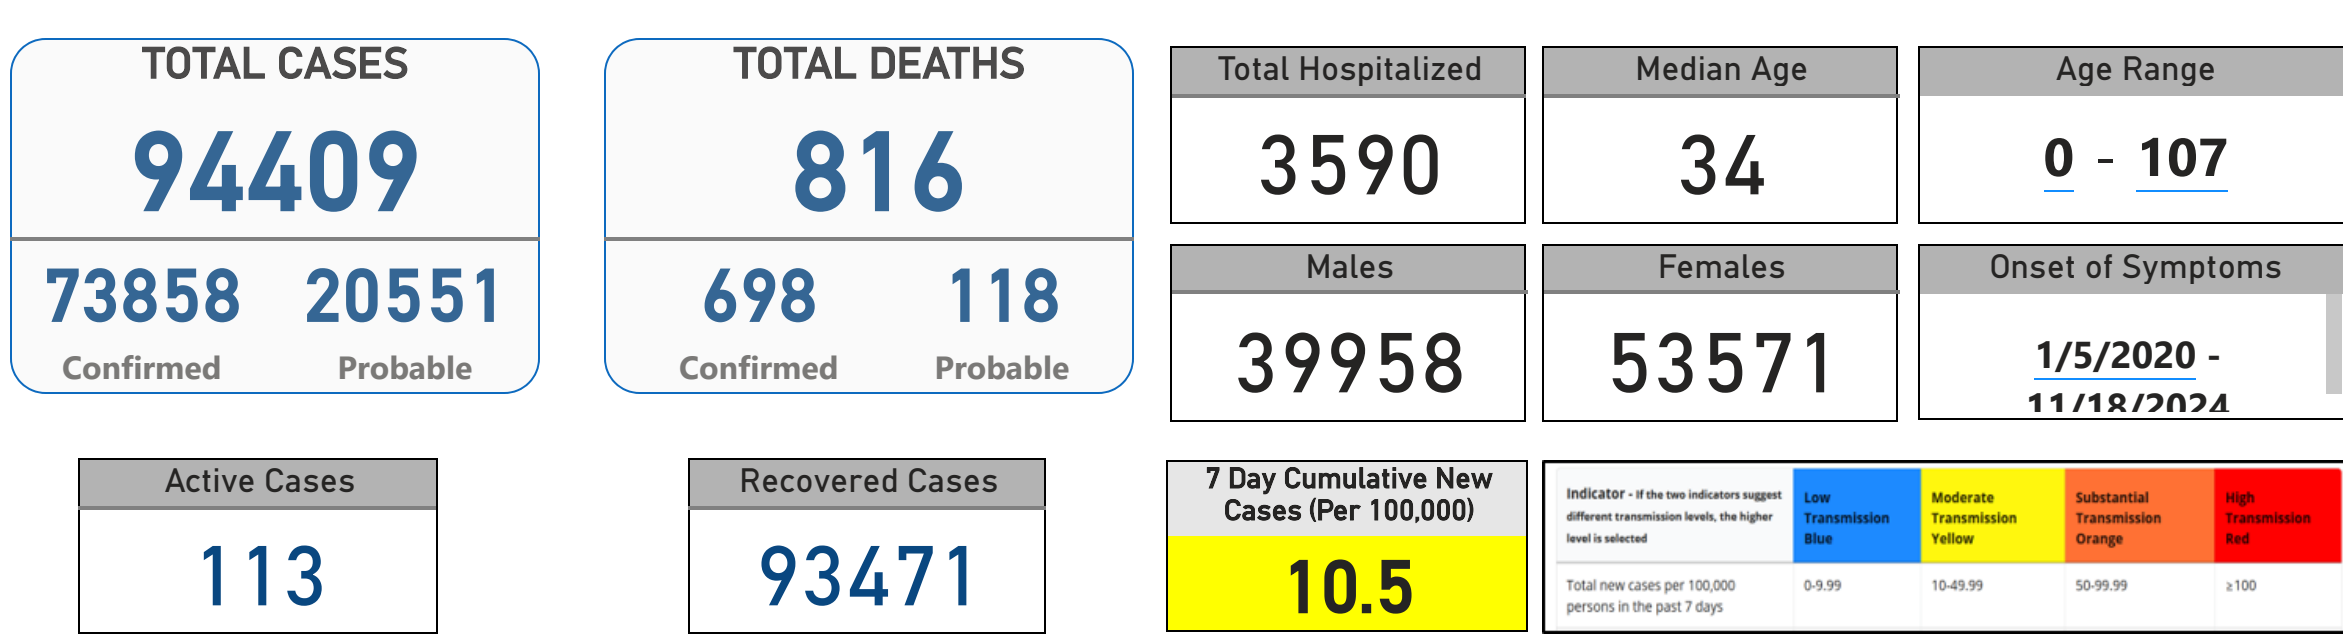 TOTAL CASES
94409
73858 20551
Confirmed Probable
TOTAL DEATHS
816
698 118
Confirmed Probable
Total Hospitalized
3590
Median Age
34
Age Range
0 - 107
Males
39958
Females
53571
Onset of Symptoms
1/5/2020 -
11/18/2024
Active Cases
113
Recovered Cases
93471
7 Day Cumulative New
Cases (Per 100,000)
10.5
Indicator - If the two indicators suggest
different transmission levels, the higher
level is selected
Low
Transmission
Blue
Moderate
Transmission
Yellow
Substantial
Transmission
Orange
High
Transmission
Red
Total new cases per 100,000
persons in the past 7 days
0-9.99
10-49.99
50-99.99
≥100